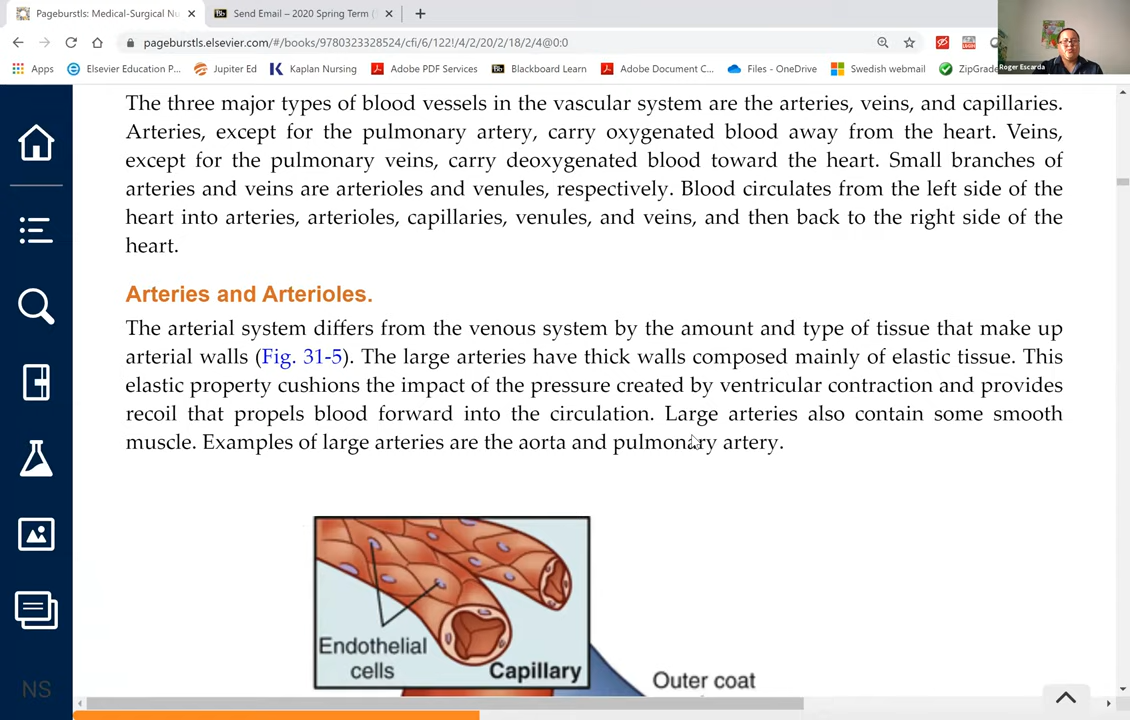 Pageburstls: Medical-Surgical Nu
Send Email – 2020 Spring Term (
pageburstls.elsevier.com/#/books/9780323328524/cfi/6/122!/4/2/20/2/18/2/4@0:0
Apps
Elsevier Education P...
Jupiter Ed
Kaplan Nursing
Adobe PDF Services
Blackboard Learn
Adobe Document C...
Files - OneDrive
Swedish webmail
ZipGrade
Roger Escarda
The three major types of blood vessels in the vascular system are the arteries, veins, and capillaries.
Arteries, except for the pulmonary artery, carry oxygenated blood away from the heart. Veins,
except for the pulmonary veins, carry deoxygenated blood toward the heart. Small branches of
arteries and veins are arterioles and venules, respectively. Blood circulates from the left side of the
heart into arteries, arterioles, capillaries, venules, and veins, and then back to the right side of the
heart.
Arteries and Arterioles.
The arterial system differs from the venous system by the amount and type of tissue that make up
arterial walls (Fig. 31-5). The large arteries have thick walls composed mainly of elastic tissue. This
elastic property cushions the impact of the pressure created by ventricular contraction and provides
recoil that propels blood forward into the circulation. Large arteries also contain some smooth
muscle. Examples of large arteries are the aorta and pulmonary artery.
Endothelial
cells
Capillary
Outer coat
NS